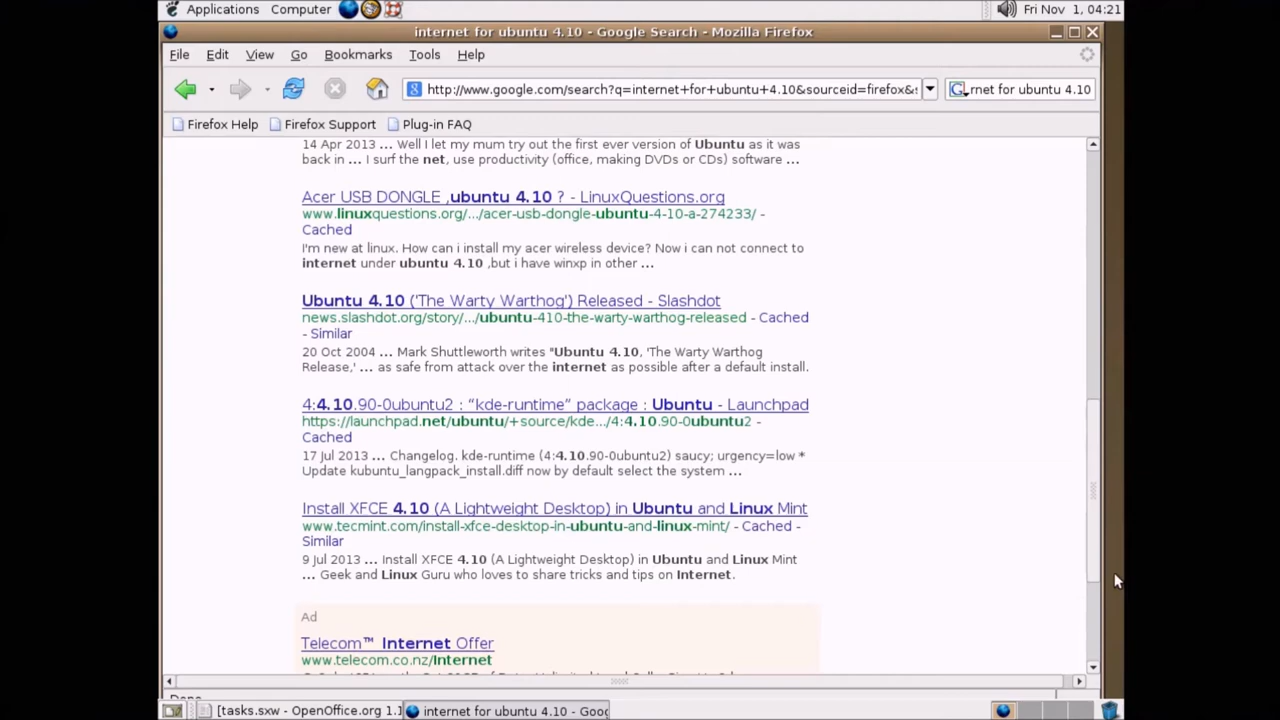 Applications Computer Fri Nov 1, 04:21
internet for ubuntu 4.10 - Google Search - Mozilla Firefox
File Edit View Go Bookmarks Tools Help
http://www.google.com/search?q=internet+for+ubuntu+4.10&sourceid=firefox& rnet for ubuntu 4.10
Firefox Help Firefox Support Plug-in FAQ
14 Apr 2013 ... Well I let my mum try out the first ever version of Ubuntu as it was
back in ... I surf the net, use productivity (office, making DVDs or CDs) software ...
Acer USB DONGLE ,ubuntu 4.10 ? - LinuxQuestions.org
www.linuxquestions.org/.../acer-usb-dongle-ubuntu-4-10-a-274233/ -
Cached
I'm new at linux. How can i install my acer wireless device? Now i can not connect to
internet under ubuntu 4.10 ,but i have winxp in other ...
Ubuntu 4.10 ('The Warty Warthog') Released - Slashdot
news.slashdot.org/story/.../ubuntu-410-the-warty-warthog-released - Cached
- Similar
20 Oct 2004 ... Mark Shuttleworth writes "Ubuntu 4.10, 'The Warty Warthog
Release,' ... as safe from attack over the internet as possible after a default install.
4:4.10.90-0ubuntu2 : “kde-runtime” package : Ubuntu - Launchpad
https://launchpad.net/ubuntu/+source/kde.../4:4.10.90-0ubuntu2 -
Cached
17 Jul 2013 ... Changelog. kde-runtime (4:4.10.90-0ubuntu2) saucy; urgency=low *
Update kubuntu_langpack_install.diff now by default select the system ...
Install XFCE 4.10 (A Lightweight Desktop) in Ubuntu and Linux Mint
www.tecmint.com/install-xfce-desktop-in-ubuntu-and-linux-mint/ - Cached -
Similar
9 Jul 2013 ... Install XFCE 4.10 (A Lightweight Desktop) in Ubuntu and Linux Mint
... Geek and Linux Guru who loves to share tricks and tips on Internet.
Ad
Telecom™ Internet Offer
www.telecom.co.nz/Internet
Done
[tasks.sxw - OpenOffice.org 1.1 internet for ubuntu 4.10 - Goo